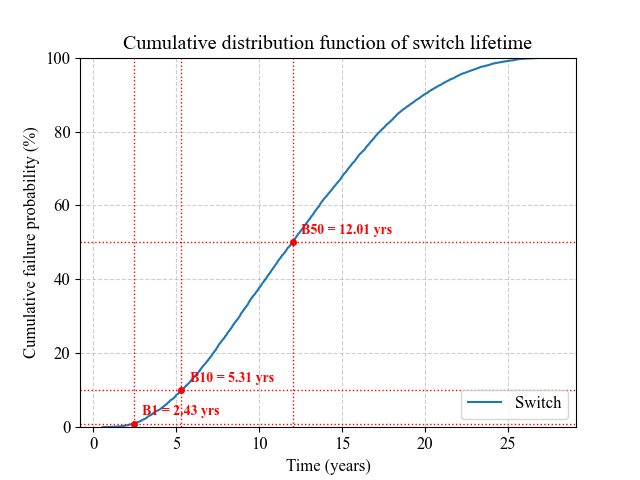 Cumulative distribution function of switch lifetime
Cumulative failure probability (%)
100
80
60
40
20
0
B50 = 12.01 yrs
B10 = 5.31 yrs
B1 = 2.43 yrs
Switch
0 5 10 15 20 25
Time (years)